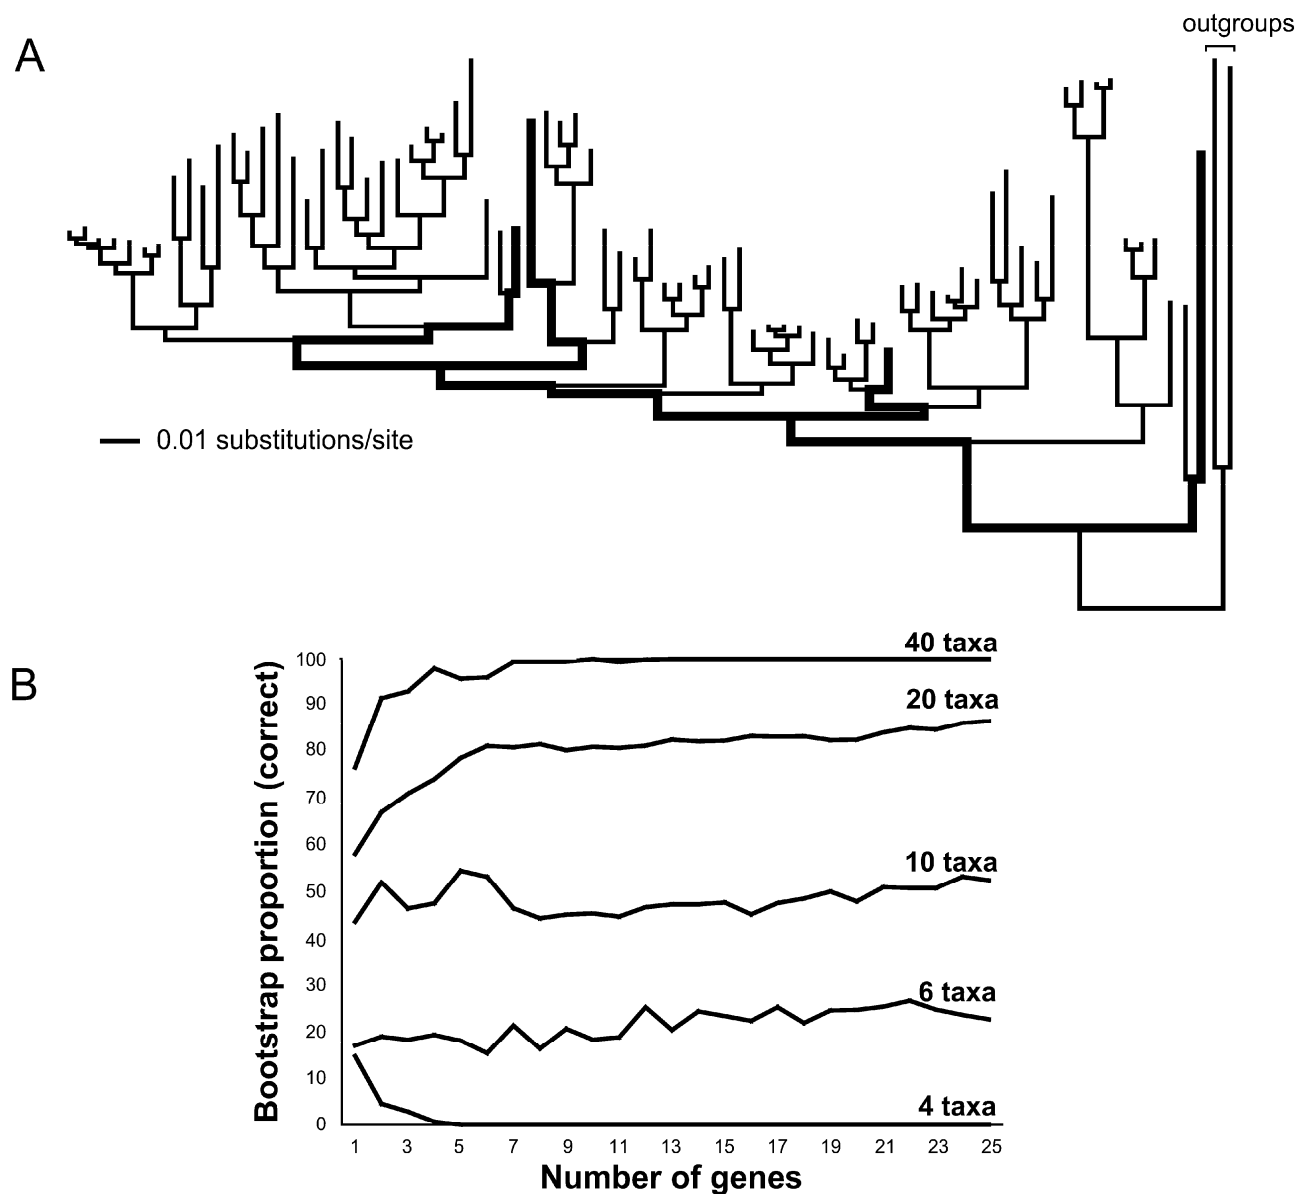 outgroups
A
0.01 substitutions/site
B
Bootstrap proportion (correct)
100
90
80
70
60
50
40
30
20
10
0
40 taxa
20 taxa
10 taxa
6 taxa
4 taxa
1 3 5 7 9 11 13 15 17 19 21 23 25
Number of genes